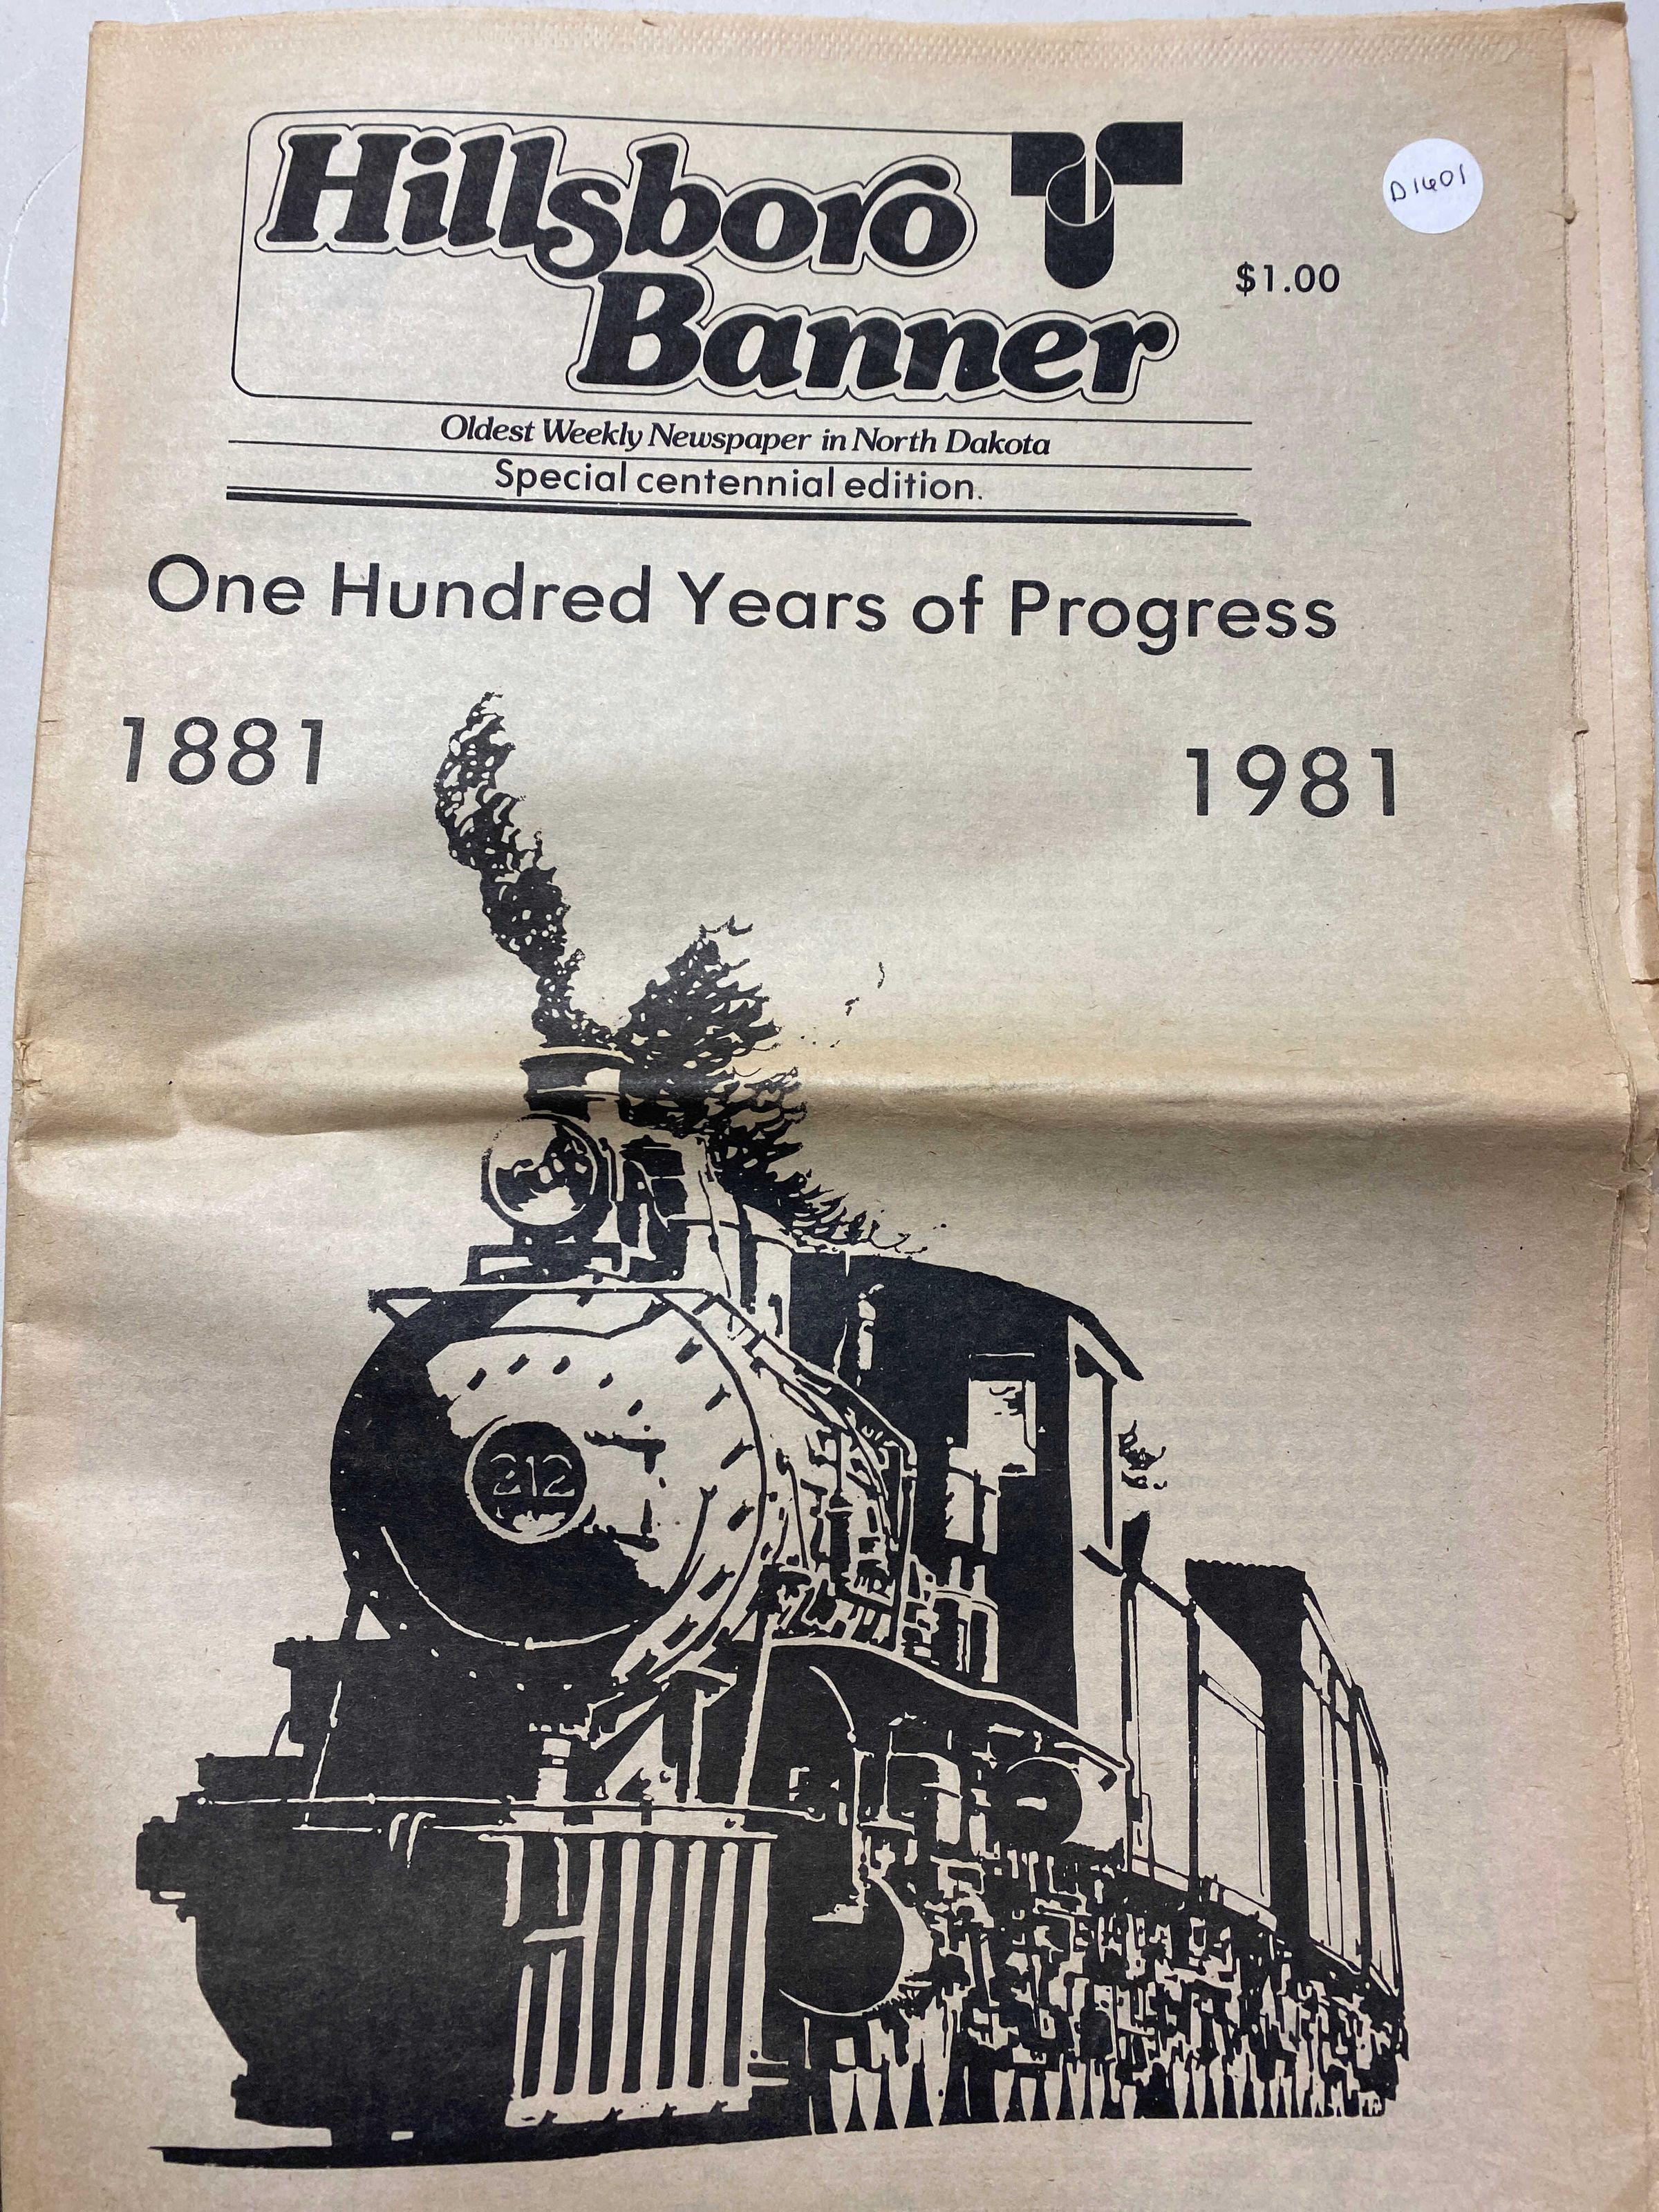 Hillsboro
Banner
D1601
$1.00
Oldest Weekly Newspaper in North Dakota
Special centennial edition.
One Hundred Years of Progress
1881
1981
212